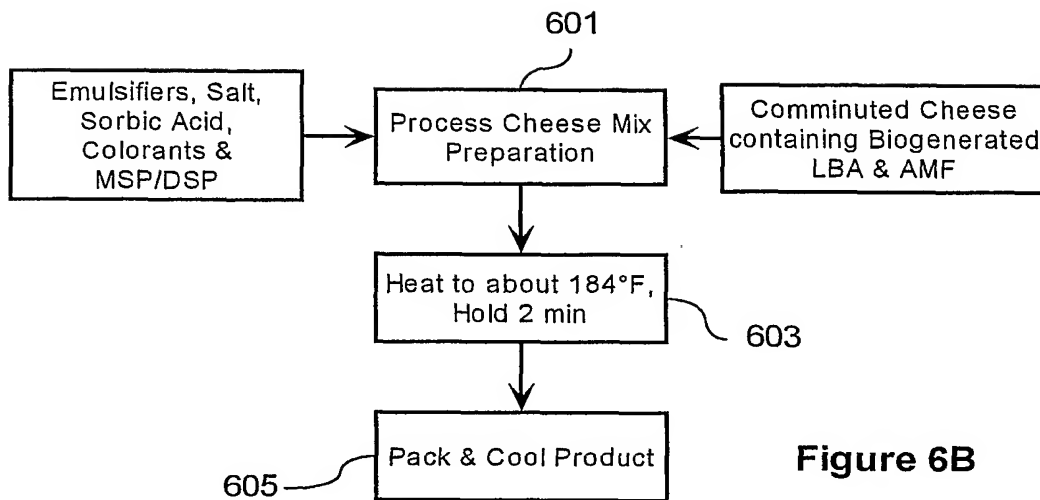 601
Emulsifiers, Salt,
Sorbic Acid,
Colorants &
MSP/DSP
Process Cheese Mix
Preparation
Comminuted Cheese
containing Biogenerated
LBA & AMF
Heat to about 184°F,
Hold 2 min
603
Pack & Cool Product
605
Figure 6B